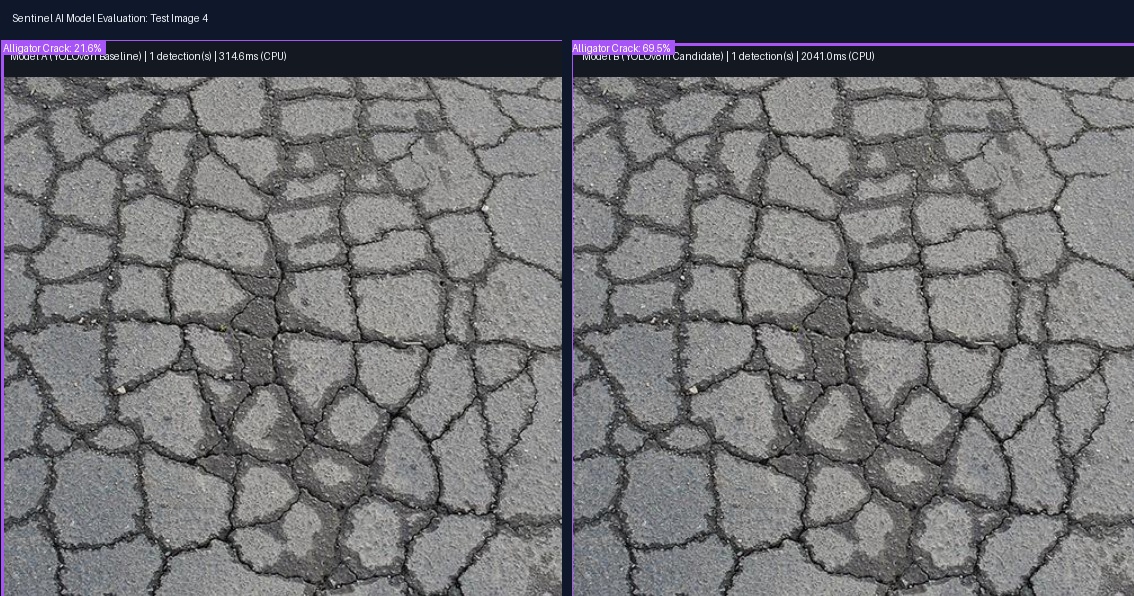 Sentinel AI Model Evaluation: Test Image 4
Alligator Crack: 21.6%
Model A (YOLOv8n Baseline) | 1 detection(s) | 314.6ms (CPU)
Alligator Crack: 69.5%
Model B (YOLOv8m Candidate) | 1 detection(s) | 2041.0ms (CPU)